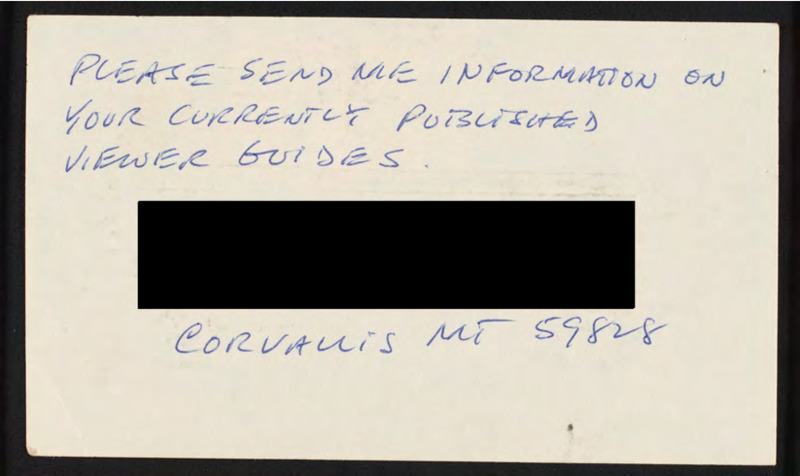 PLEASE SEND ME INFORMATION ON
YOUR CURRENTLY PUBLISHED
VIEWER GUIDES.
CORVALLIS MT 59828